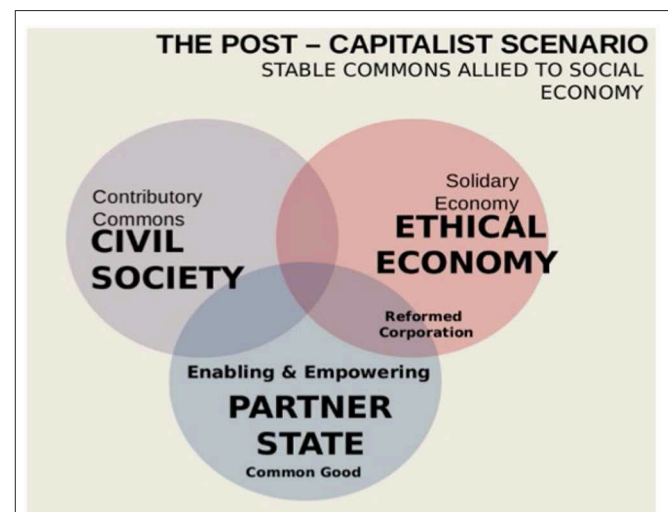 THE POST – CAPITALIST SCENARIO
STABLE COMMONS ALLIED TO SOCIAL
ECONOMY
Contributory
Commons
CIVIL
SOCIETY
Solidary
Economy
ETHICAL
ECONOMY
Reformed
Corporation
Enabling & Empowering
PARTNER
STATE
Common Good